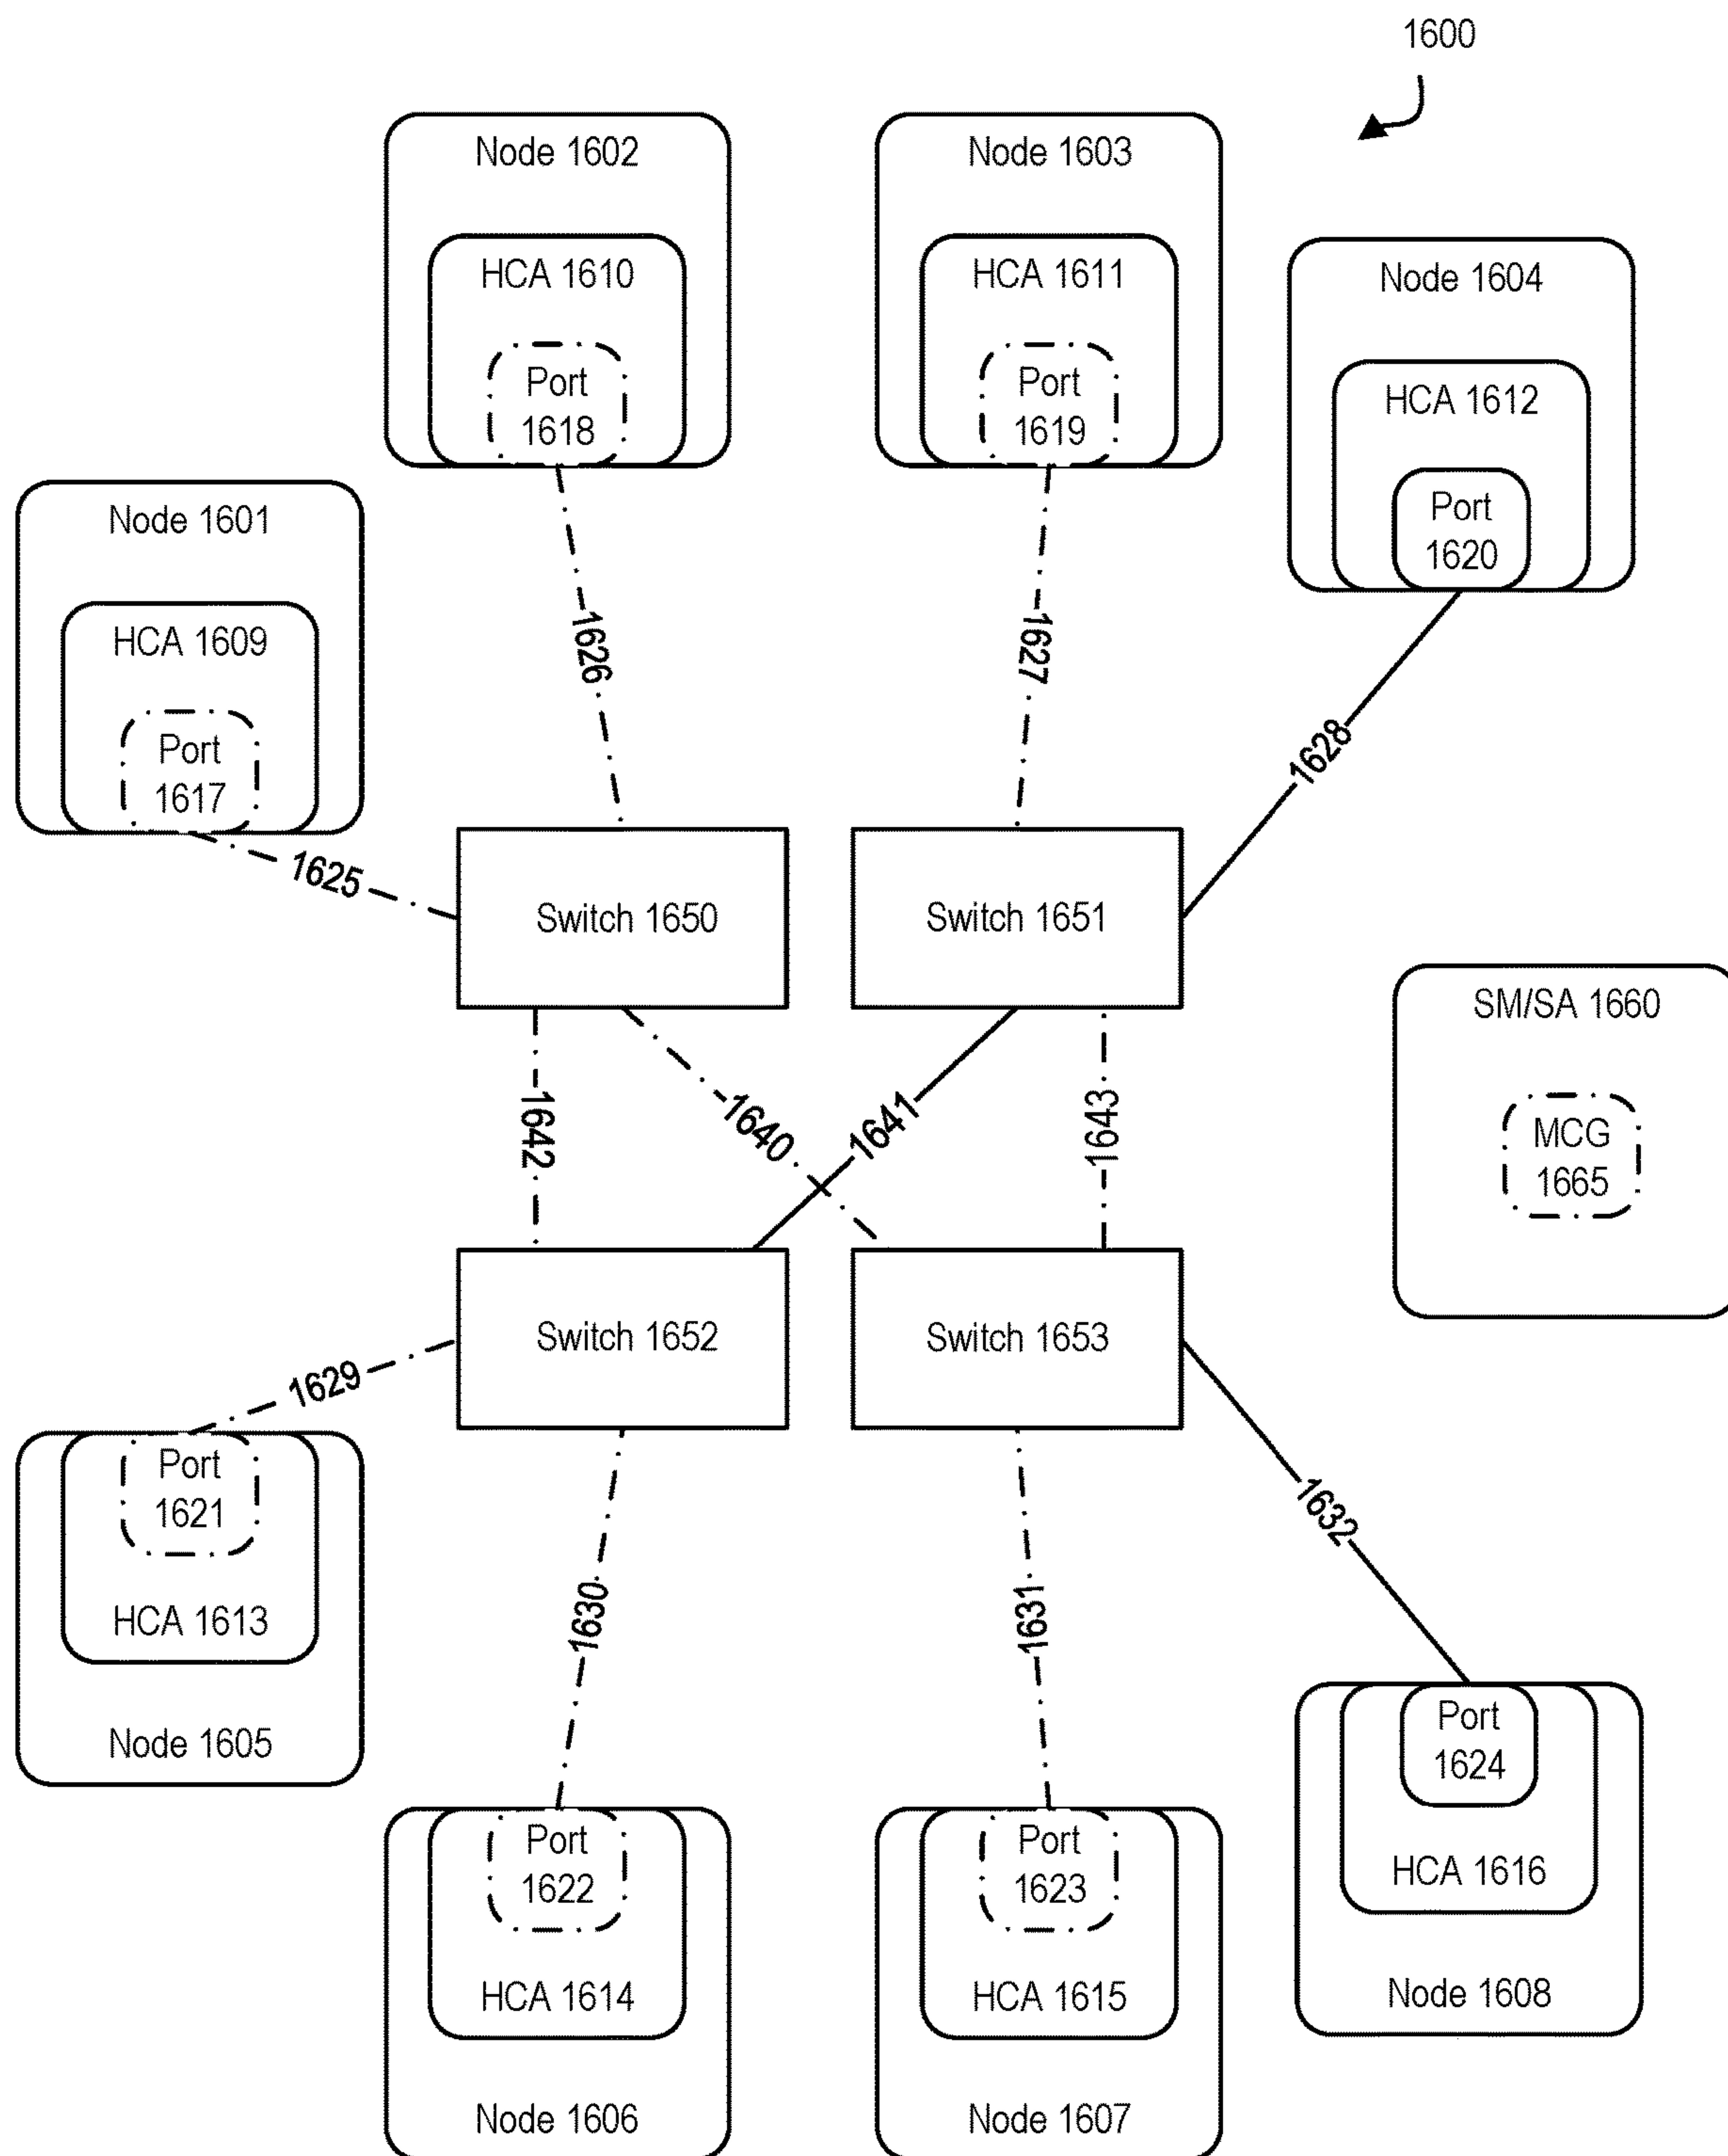 1600
Node 1602
HCA 1610
Port
1618
Node 1603
HCA 1611
Port
1619
Node 1604
HCA 1612
Port
1620
Node 1601
HCA 1609
Port
1617
1626
1627
1628
1625
Switch 1650
Switch 1651
SM/SA 1660
MCG
1665
1642
1640
1641
1643
Switch 1652
Switch 1653
1629
1630
1631
1632
Port
1621
HCA 1613
Node 1605
Port
1622
HCA 1614
Node 1606
Port
1623
HCA 1615
Node 1607
Port
1624
HCA 1616
Node 1608